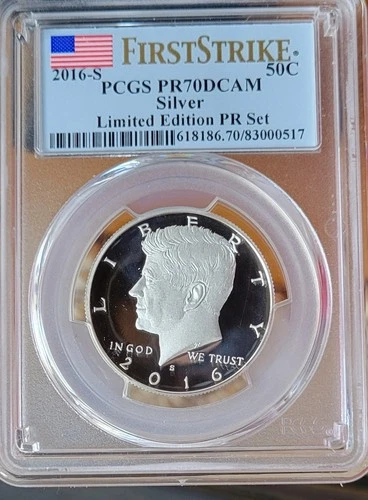 FIRSTSTRIKE®
2016-S 50C
PCGS PR70DCAM
Silver
Limited Edition PR Set
618186.70/83000517
LIBERTY
IN GOD WE TRUST
S
2016